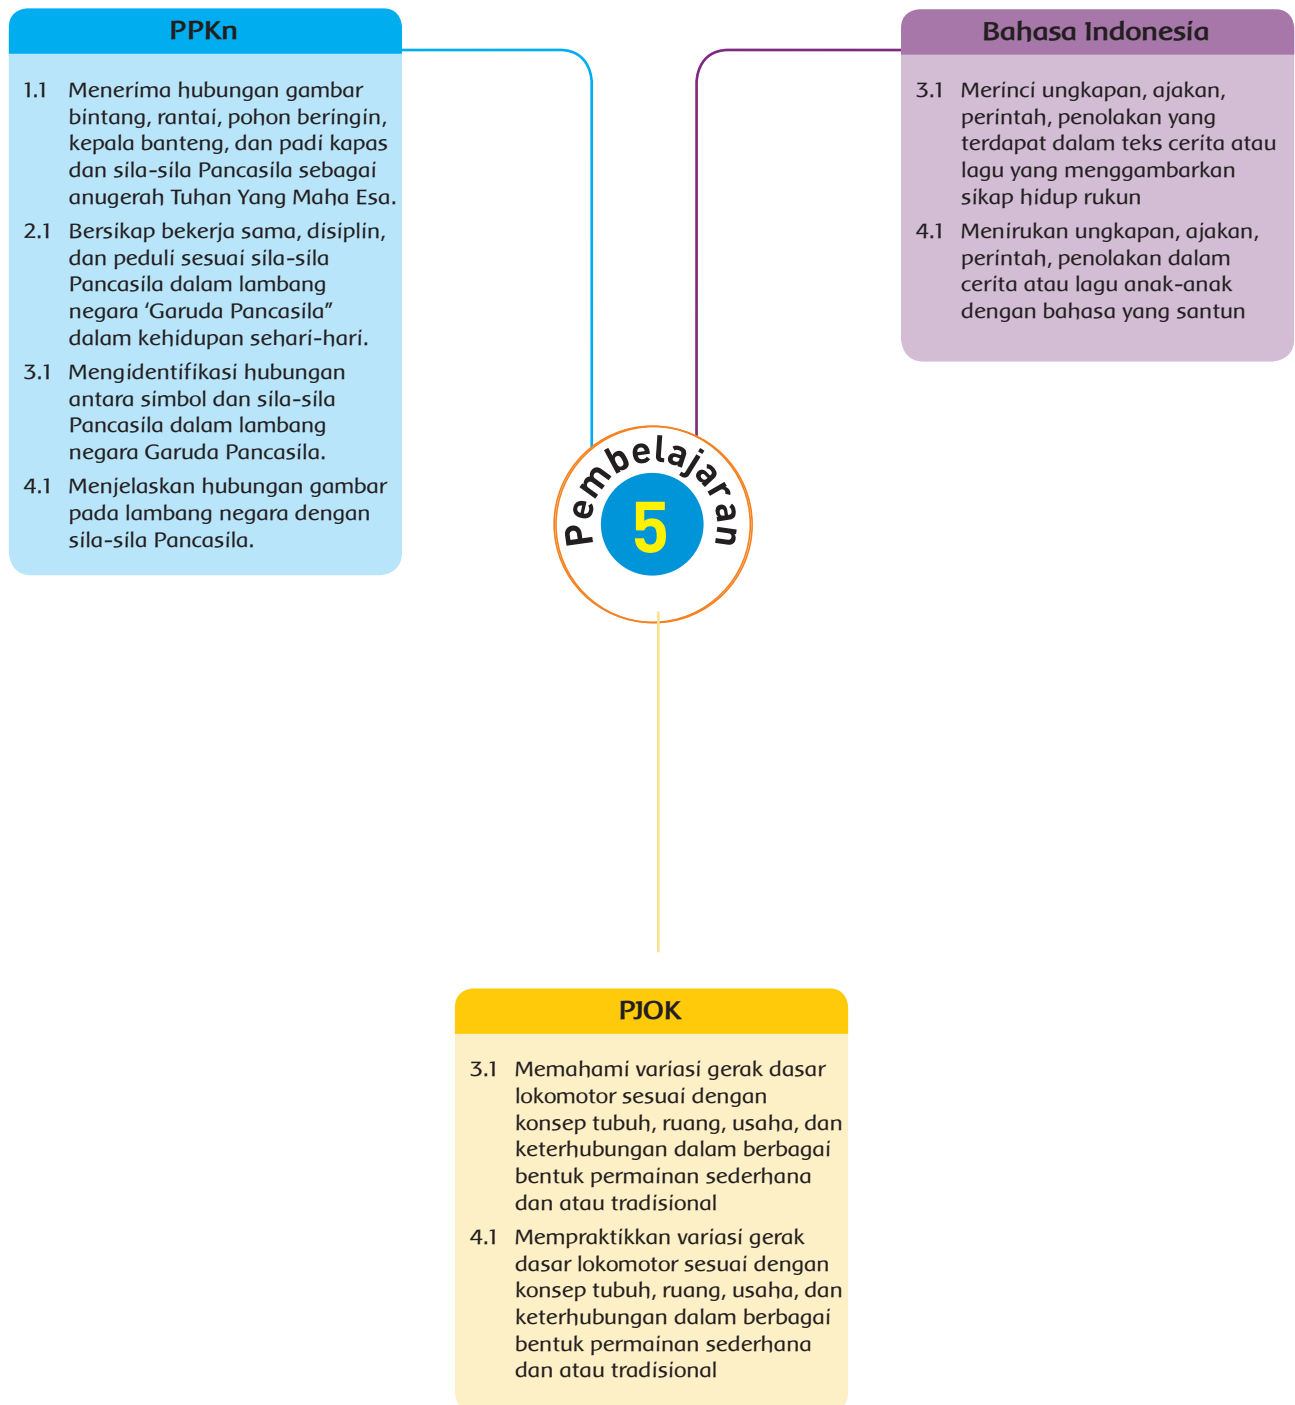 PPKn
1.1 Menerima hubungan gambar
bintang, rantai, pohon beringin,
kepala banteng, dan padi kapas
dan sila-sila Pancasila sebagai
anugerah Tuhan Yang Maha Esa.
2.1 Bersikap bekerja sama, disiplin,
dan peduli sesuai sila-sila
Pancasila dalam lambang
negara ‘Garuda Pancasila”
dalam kehidupan sehari-hari.
3.1 Mengidentifikasi hubungan
antara simbol dan sila-sila
Pancasila dalam lambang
negara Garuda Pancasila.
4.1 Menjelaskan hubungan gambar
pada lambang negara dengan
sila-sila Pancasila.
Bahasa Indonesia
3.1 Merinci ungkapan, ajakan,
perintah, penolakan yang
terdapat dalam teks cerita atau
lagu yang menggambarkan
sikap hidup rukun
4.1 Menirukan ungkapan, ajakan,
perintah, penolakan dalam
cerita atau lagu anak-anak
dengan bahasa yang santun
Pembelajaran
5
PJOK
3.1 Memahami variasi gerak dasar
lokomotor sesuai dengan
konsep tubuh, ruang, usaha, dan
keterhubungan dalam berbagai
bentuk permainan sederhana
dan atau tradisional
4.1 Mempraktikkan variasi gerak
dasar lokomotor sesuai dengan
konsep tubuh, ruang, usaha, dan
keterhubungan dalam berbagai
bentuk permainan sederhana
dan atau tradisional